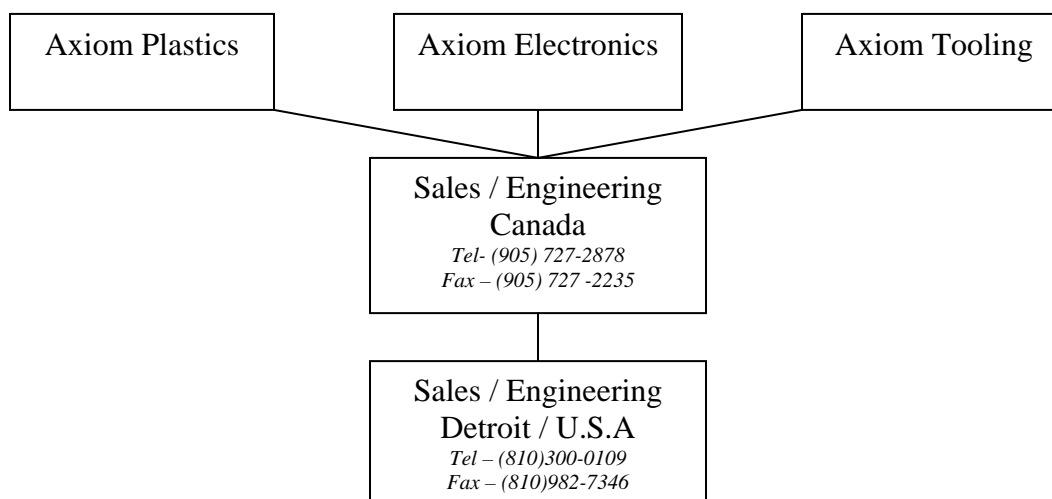 Axiom Plastics
Axiom Electronics
Axiom Tooling
Sales / Engineering
Canada
Tel- (905) 727-2878
Fax – (905) 727 -2235
Sales / Engineering
Detroit / U.S.A
Tel – (810)300-0109
Fax – (810)982-7346